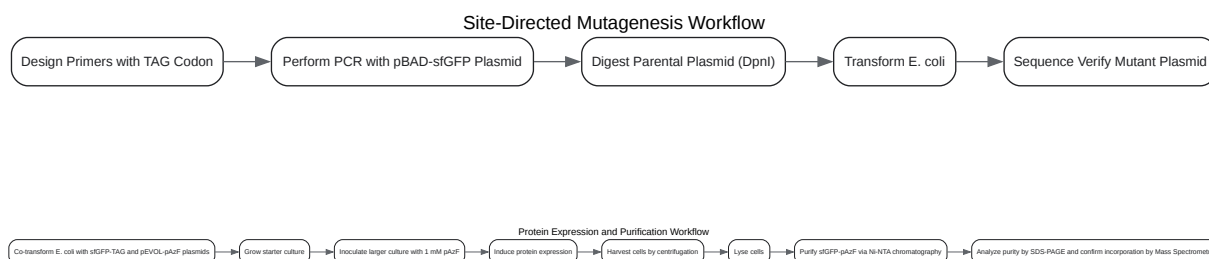 Site-Directed Mutagenesis Workflow
Design Primers with TAG Codon
Perform PCR with pBAD-sfGFP Plasmid
Digest Parental Plasmid (DpnI)
Transform E. coli
Sequence Verify Mutant Plasmid
Protein Expression and Purification Workflow
Co-transform E. coli with sfGFP-TAG and pEVOL-pAzF plasmids
Grow starter culture
Inoculate larger culture with 1 mM pAzF
Induce protein expression
Harvest cells by centrifugation
Lyse cells
Purify sfGFP-pAzF via Ni-NTA chromatography
Analyze purity by SDS-PAGE and confirm incorporation by Mass Spectromet